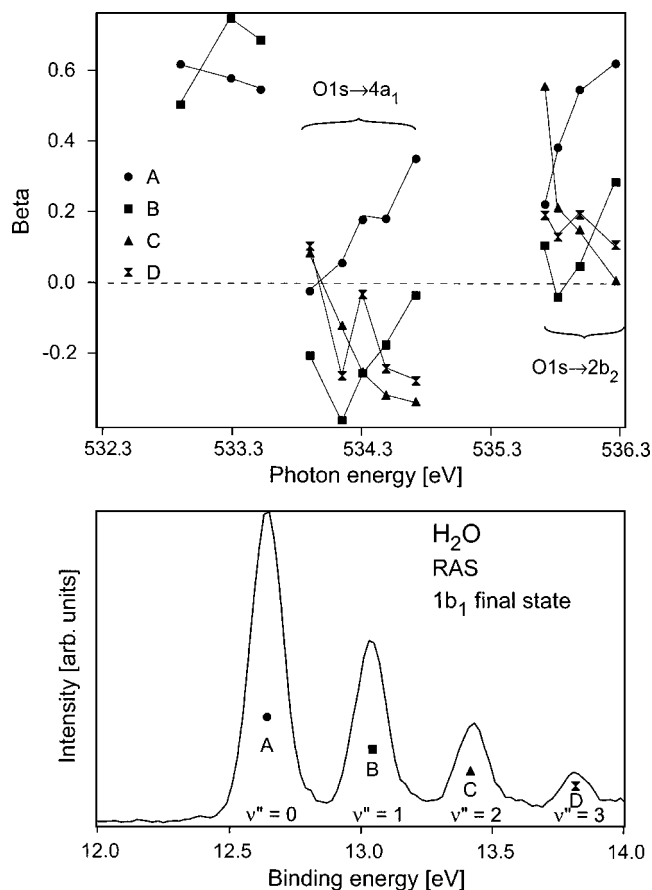 0.6
0.4
0.2
0.0
-0.2
Beta
O1s→4a₁
A
B
C
D
O1s→2b₂
532.3 533.3 534.3 535.3 536.3
Photon energy [eV]
H₂O
RAS
1b₁ final state
Intensity [arb. units]
A
B
C
D
ν" = 0 ν" = 1 ν" = 2 ν" = 3
12.0 12.5 13.0 13.5 14.0
Binding energy [eV]